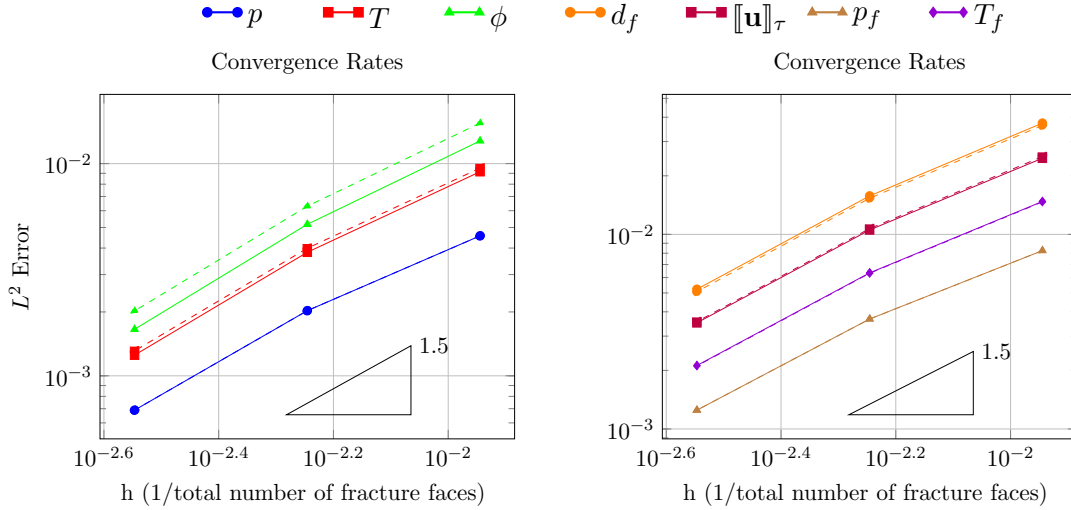 p T ϕ d_f ⟦u⟧_τ p_f T_f
Convergence Rates
10^−2
10^−3
L^2 Error
1.5
10^−2.6 10^−2.4 10^−2.2 10^−2
h (1/total number of fracture faces)
Convergence Rates
10^−2
10^−3
1.5
10^−2.6 10^−2.4 10^−2.2 10^−2
h (1/total number of fracture faces)